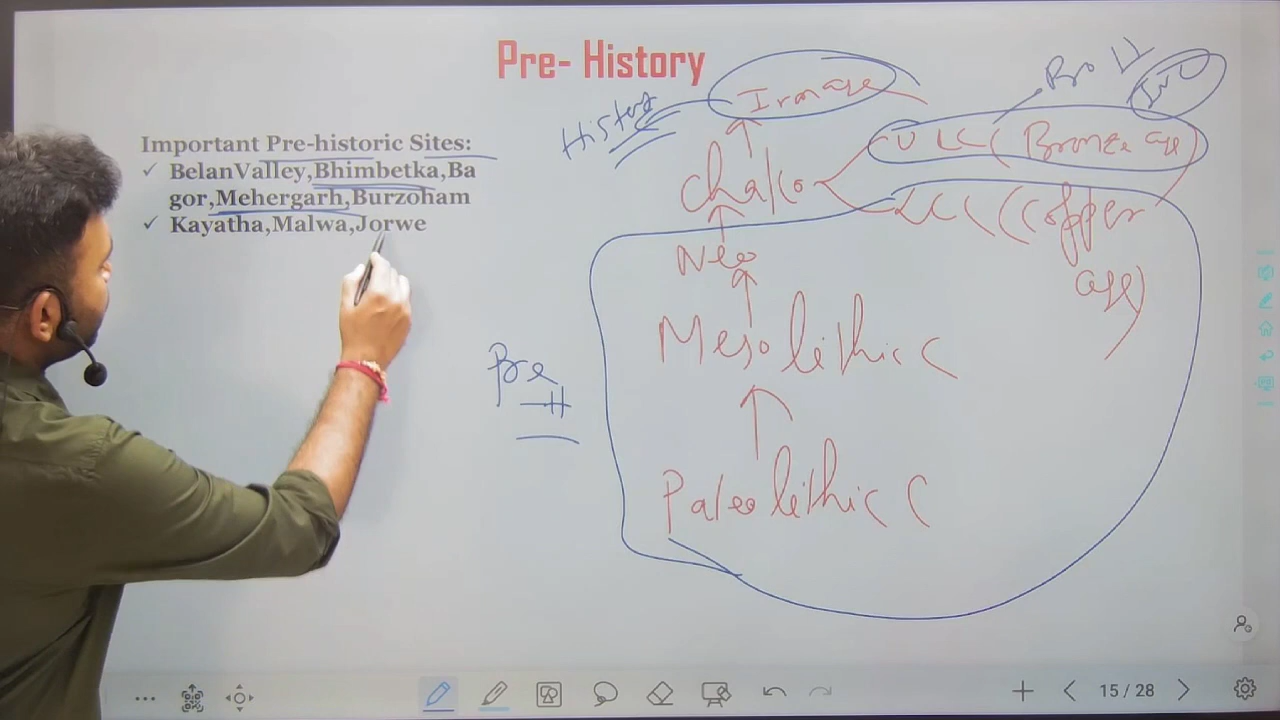 Pre- History
Important Pre-historic Sites:
✓ BelanValley,Bhimbetka,Ba
gor,Mehergarh,Burzoham
✓ Kayatha,Malwa,Jorwe
History
Iron age
Chalco
(Bronze age)
LCC (Copper
age)
Neo
Mesolithic C
Pre
H
Paleolithic C
15 / 28